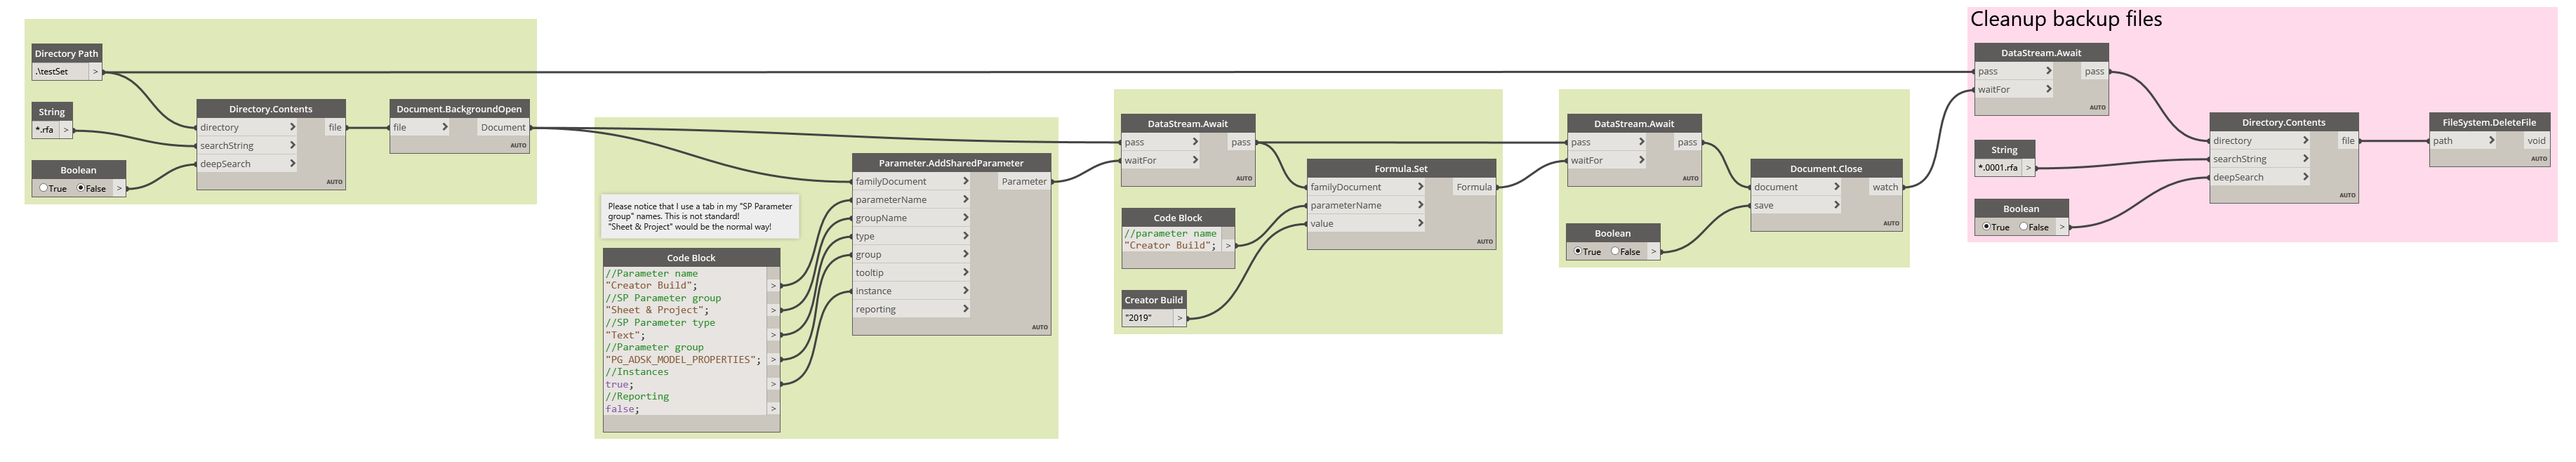 Directory Path
.\testSet
>
String
*.rfa
>
Boolean
True
False
>
Directory.Contents
directory >
searchString >
deepSearch >
file
AUTO
Document.BackgroundOpen
file >
Document
AUTO
Please notice that I use a tab in my "SP Parameter
group" names. This is not standard!
"Sheet & Project" would be the normal way!
Code Block
//Parameter name
"Creator Build"; >
//SP Parameter group
"Sheet & Project"; >
//SP Parameter type
"Text"; >
//Parameter group
"PG_ADSK_MODEL_PROPERTIES"; >
//Instances
true; >
//Reporting
false; >
Parameter.AddSharedParameter
familyDocument >
parameterName >
groupName >
type >
group >
tooltip >
instance >
reporting >
Parameter
AUTO
DataStream.Await
pass >
waitFor >
pass
AUTO
Code Block
//parameter name
"Creator Build"; >
Creator Build
"2019" >
Formula.Set
familyDocument >
parameterName >
value >
Formula
AUTO
DataStream.Await
pass >
waitFor >
pass
AUTO
Boolean
True
False
>
Document.Close
document >
save >
watch
AUTO
Cleanup backup files
DataStream.Await
pass >
waitFor >
pass
AUTO
String
*.0001.rfa
>
Boolean
True
False
>
Directory.Contents
directory >
searchString >
deepSearch >
file
AUTO
FileSystem.DeleteFile
path >
void
AUTO